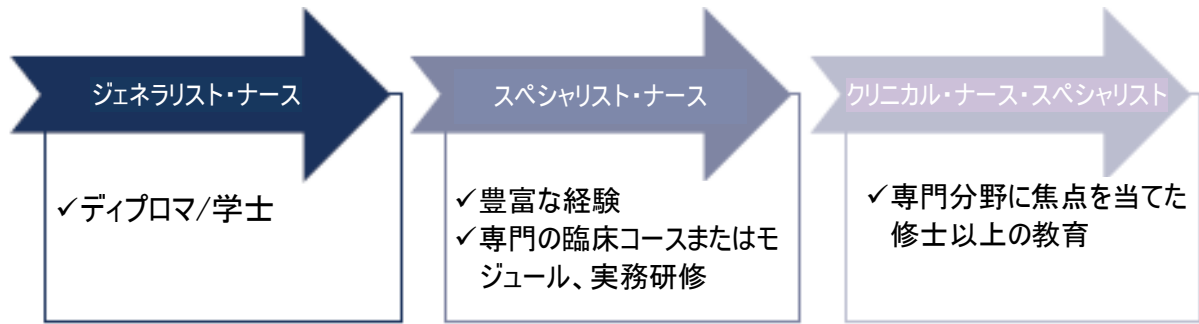 ジェネラリスト・ナース
✓ディプロマ/学士
スペシャリスト・ナース
✓豊富な経験
✓専門の臨床コースまたはモ
ジュール、実務研修
クリニカル・ナース・スペシャリスト
✓専門分野に焦点を当てた
修士以上の教育